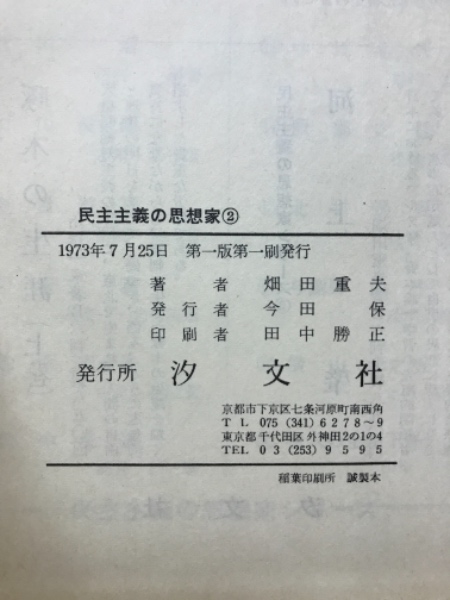 民主主義の思想家②
1973年7月25日 第一版第一刷発行
著者 畑田重夫
発行者 今田保
印刷者 田中勝正
発行所 汐文社
京都市下京区七条河原町南西角
TL 075(341)6278〜9
東京都千代田区外神田2の1の4
TEL 03(253)9595
稲葉印刷所 誠製本